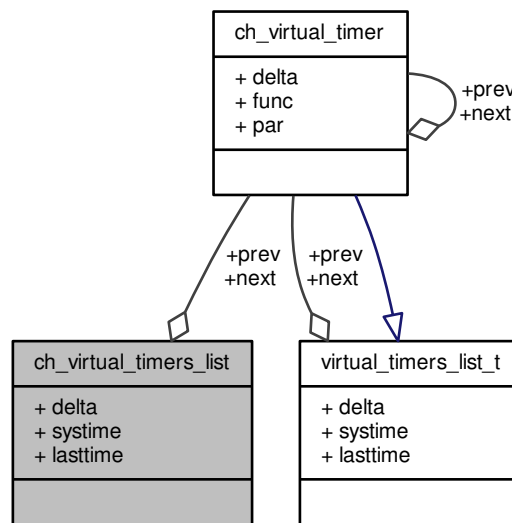 ch_virtual_timer
+ delta
+ func
+ par
+prev
+next
+prev
+next
+prev
+next
ch_virtual_timers_list
+ delta
+ systime
+ lasttime
virtual_timers_list_t
+ delta
+ systime
+ lasttime